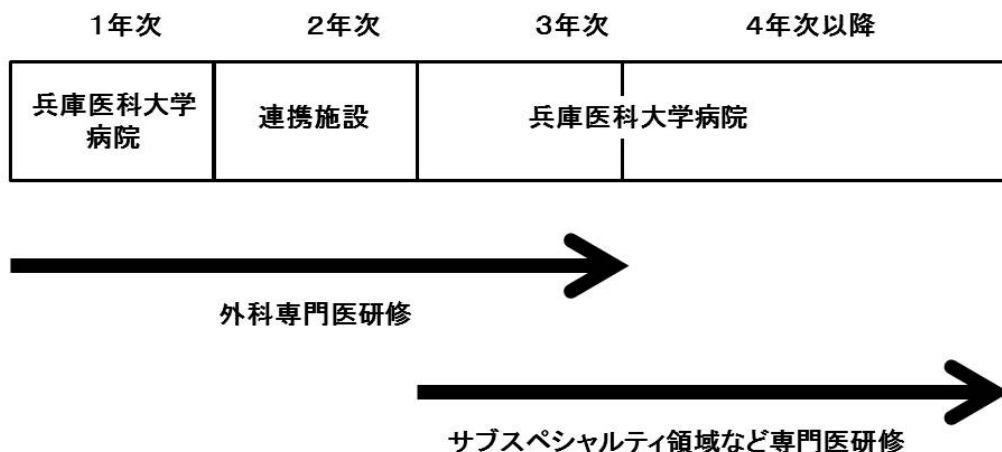 1年次 2年次 3年次 4年次以降
兵庫医科大学
病院
連携施設
兵庫医科大学病院
外科専門医研修
サブスペシャルティ領域など専門医研修